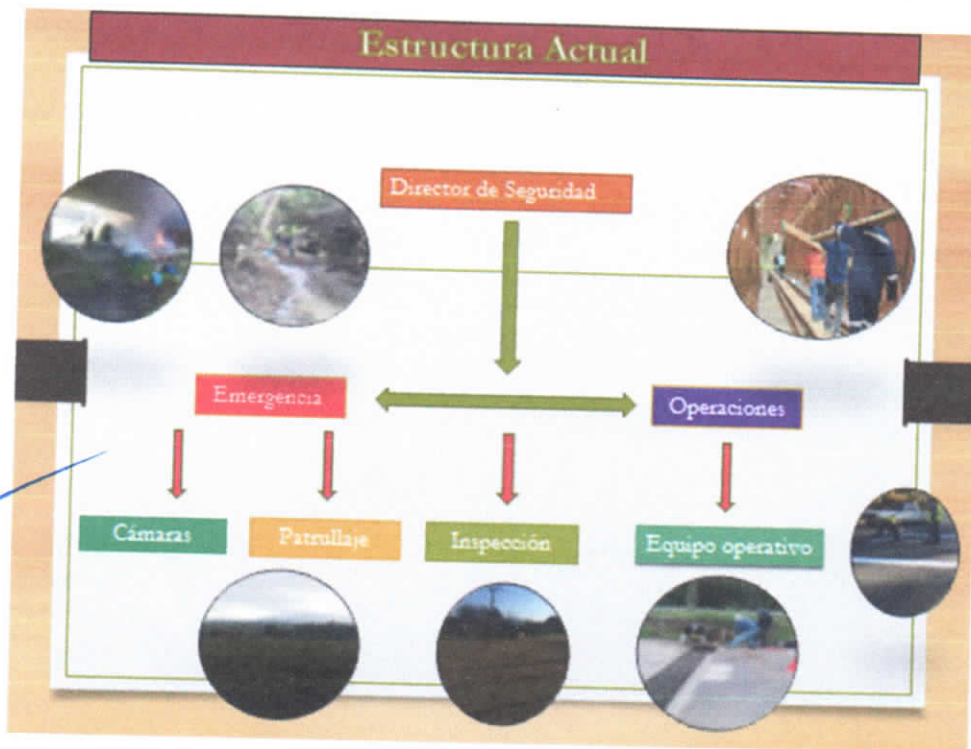 Estructura Actual
Director de Seguridad
Emergencia
Operaciones
Cámaras
Patrullaje
Inspección
Equipo operativo